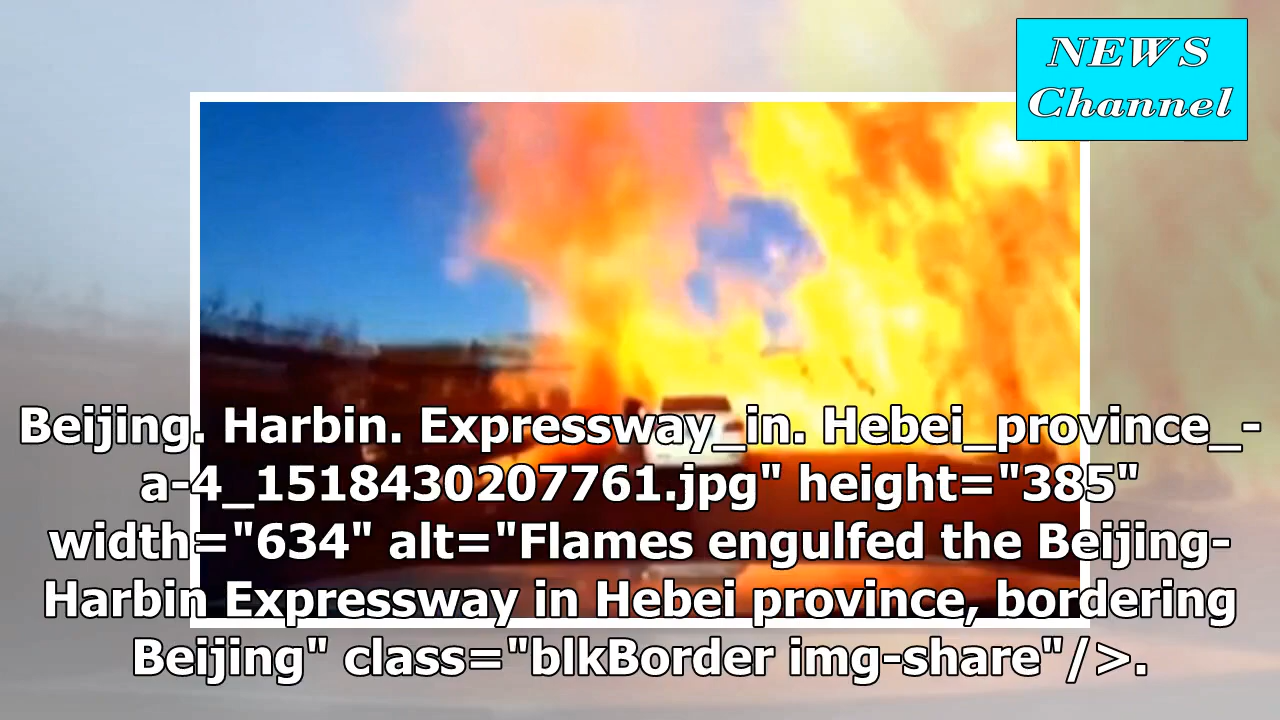 NEWS
Channel
Beijing. Harbin. Expressway_in. Hebei_province_-
a-4_1518430207761.jpg" height="385"
width="634" alt="Flames engulfed the Beijing-
Harbin Expressway in Hebei province, bordering
Beijing" class="blkBorder img-share"/>.